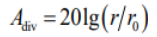 A_div = 20lg(r/r_0)